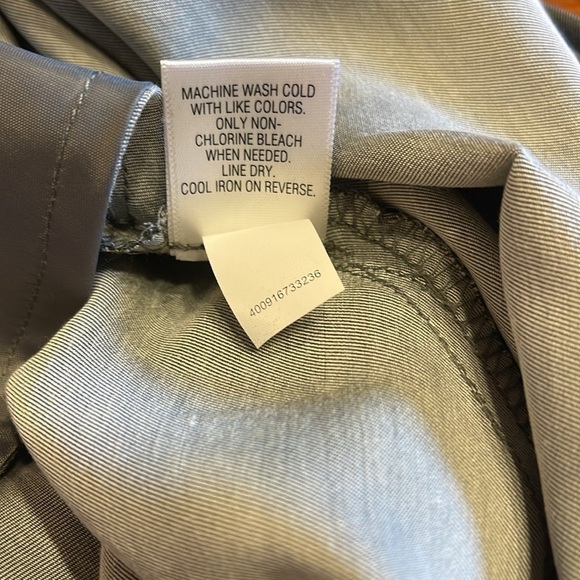 MACHINE WASH COLD
WITH LIKE COLORS.
ONLY NON-
CHLORINE BLEACH
WHEN NEEDED.
LINE DRY.
COOL IRON ON REVERSE.
400916733236